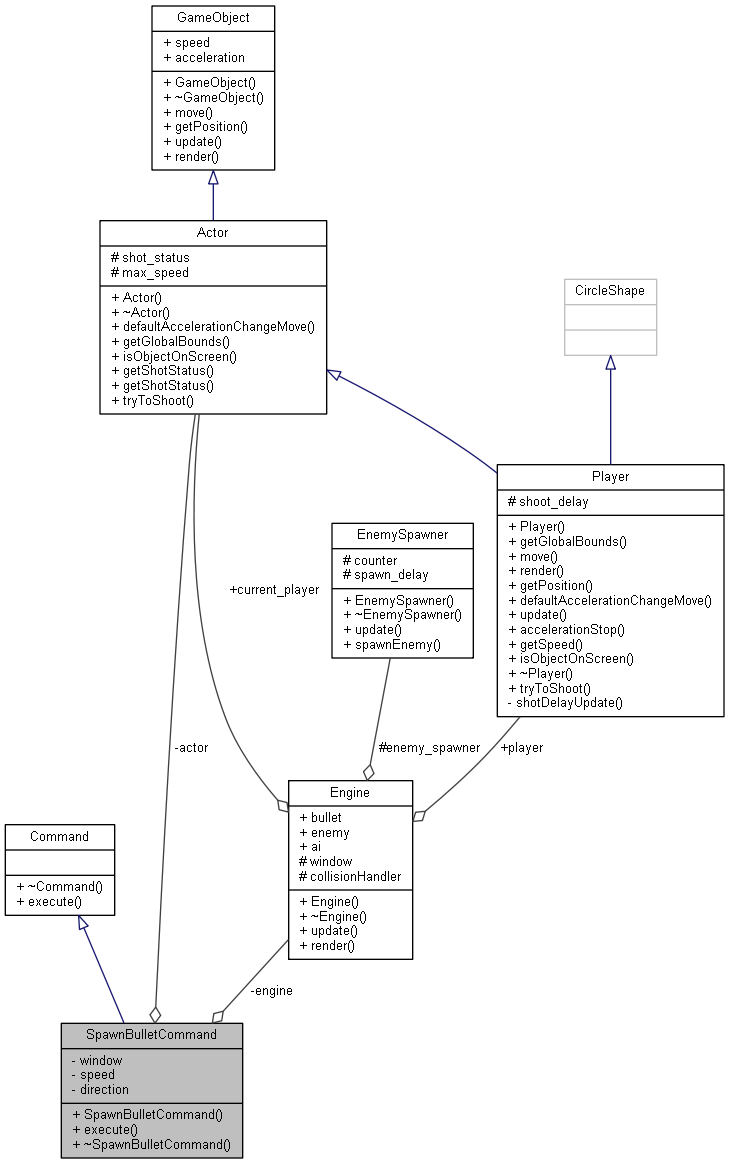 GameObject
+ speed
+ acceleration
+ GameObject()
+ ~GameObject()
+ move()
+ getPosition()
+ update()
+ render()
Actor
# shot_status
# max_speed
+ Actor()
+ ~Actor()
+ defaultAccelerationChangeMove()
+ getGlobalBounds()
+ isObjectOnScreen()
+ getShotStatus()
+ getShotStatus()
+ tryToShoot()
CircleShape
Player
# shoot_delay
+ Player()
+ getGlobalBounds()
+ move()
+ render()
+ getPosition()
+ defaultAccelerationChangeMove()
+ update()
+ accelerationStop()
+ getSpeed()
+ isObjectOnScreen()
+ ~Player()
+ tryToShoot()
- shotDelayUpdate()
EnemySpawner
# counter
# spawn_delay
+ EnemySpawner()
+ ~EnemySpawner()
+ update()
+ spawnEnemy()
+current_player
-actor
#enemy_spawner
+player
Engine
+ bullet
+ enemy
+ ai
# window
# collisionHandler
+ Engine()
+ ~Engine()
+ update()
+ render()
Command
+ ~Command()
+ execute()
-engine
SpawnBulletCommand
- window
- speed
- direction
+ SpawnBulletCommand()
+ execute()
+ ~SpawnBulletCommand()